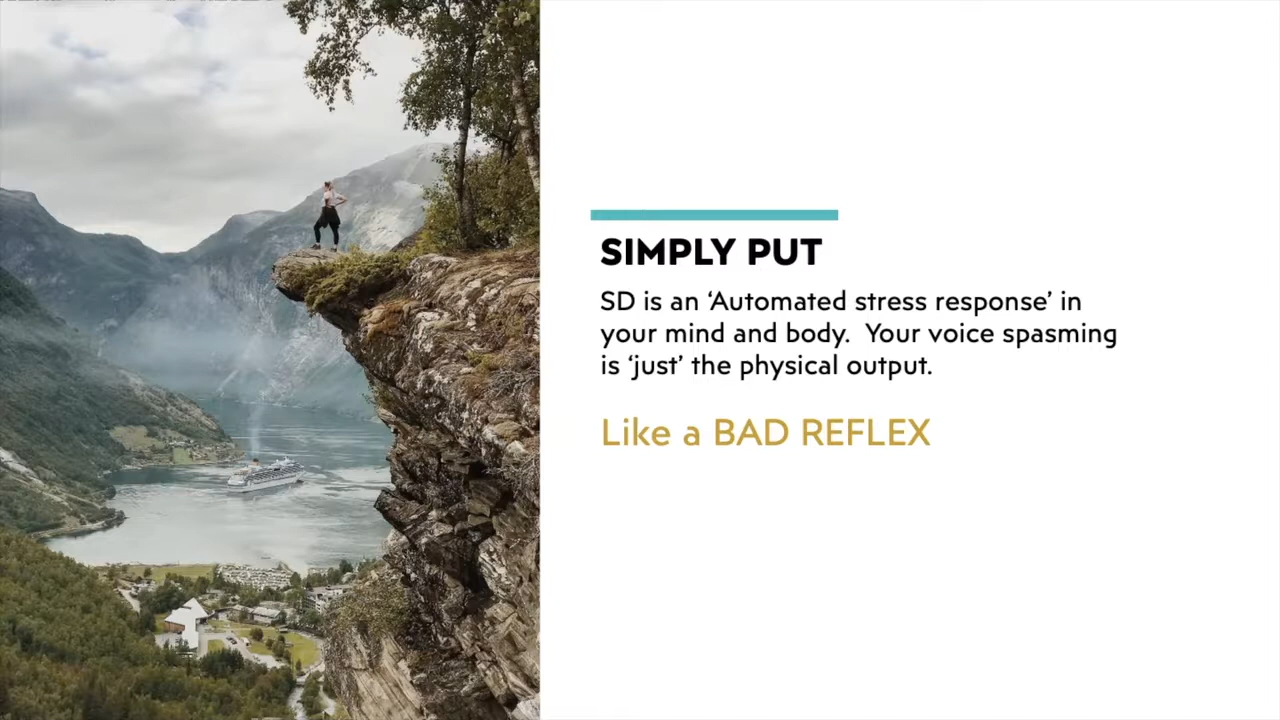 SIMPLY PUT
SD is an ‘Automated stress response’ in
your mind and body.  Your voice spasming
is ‘just’ the physical output.
Like a BAD REFLEX